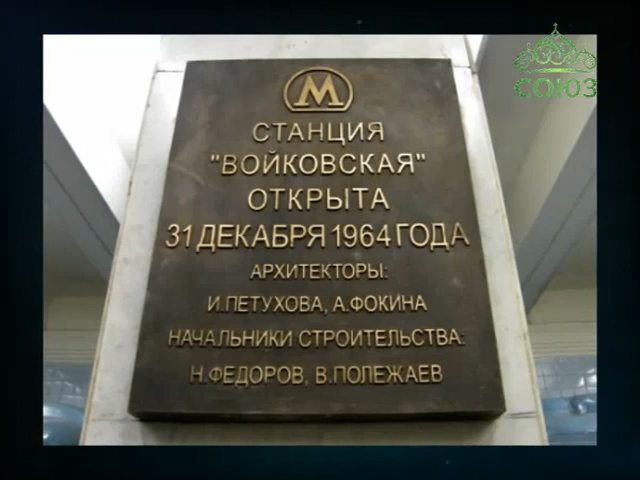 СОЮЗ
М
СТАНЦИЯ
"ВОЙКОВСКАЯ"
ОТКРЫТА
31 ДЕКАБРЯ 1964 ГОДА
АРХИТЕКТОРЫ:
И.ПЕТУХОВА, А.ФОКИНА
НАЧАЛЬНИКИ СТРОИТЕЛЬСТВА:
Н.ФЕДОРОВ, В.ПОЛЕЖАЕВ